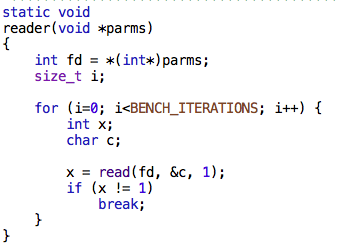 static void
reader(void *parms)
{
    int fd = *(int*)parms;
    size_t i;

    for (i=0; i<BENCH_ITERATIONS; i++) {
        int x;
        char c;

        x = read(fd, &c, 1);
        if (x != 1)
            break;
    }
}